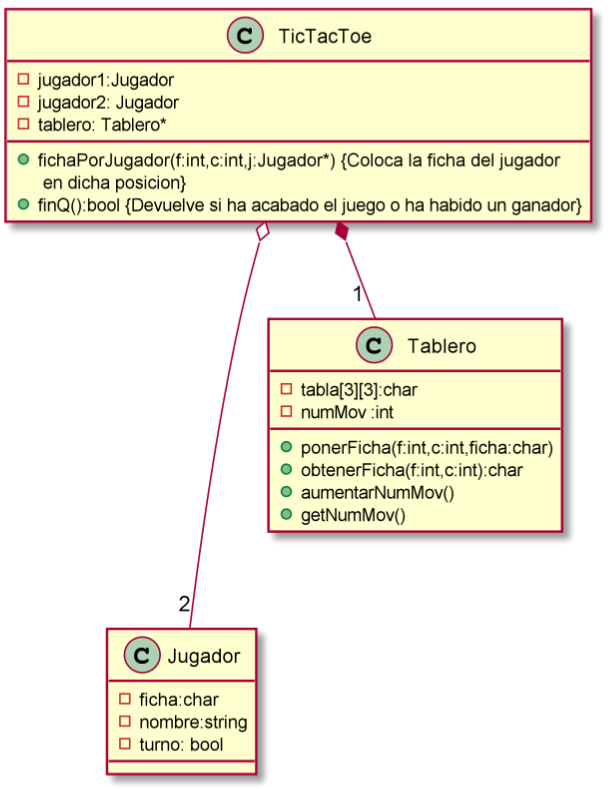 C TicTacToe
jugador1:Jugador
jugador2: Jugador
tablero: Tablero*
fichaPorJugador(f:int,c:int,j:Jugador*) {Coloca la ficha del jugador
en dicha posicion}
finQ():bool {Devuelve si ha acabado el juego o ha habido un ganador}
1
C Tablero
tabla[3][3]:char
numMov :int
ponerFicha(f:int,c:int,ficha:char)
obtenerFicha(f:int,c:int):char
aumentarNumMov()
getNumMov()
2
C Jugador
ficha:char
nombre:string
turno: bool